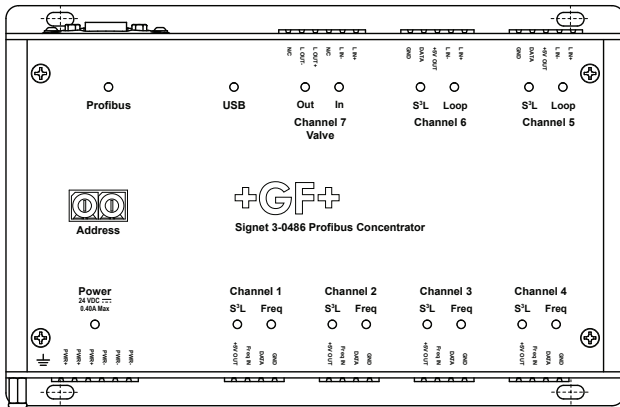 NC
L OUT-
L OUT+
NC
L IN-
L IN+
GND
DATA
+5V OUT
L IN-
L IN+
GND
DATA
+5V OUT
L IN-
L IN+
Profibus
USB
Out In
Channel 7
Valve
S³L Loop
Channel 6
S³L Loop
Channel 5
Address
+GF+
Signet 3-0486 Profibus Concentrator
Power
24 VDC
0.40A Max
Channel 1
S³L Freq
Channel 2
S³L Freq
Channel 3
S³L Freq
Channel 4
S³L Freq
PWR+
PWR+
PWR+
PWR-
PWR-
PWR-
+5V OUT
Freq IN
DATA
GND
+5V OUT
Freq IN
DATA
GND
+5V OUT
Freq IN
DATA
GND
+5V OUT
Freq IN
DATA
GND